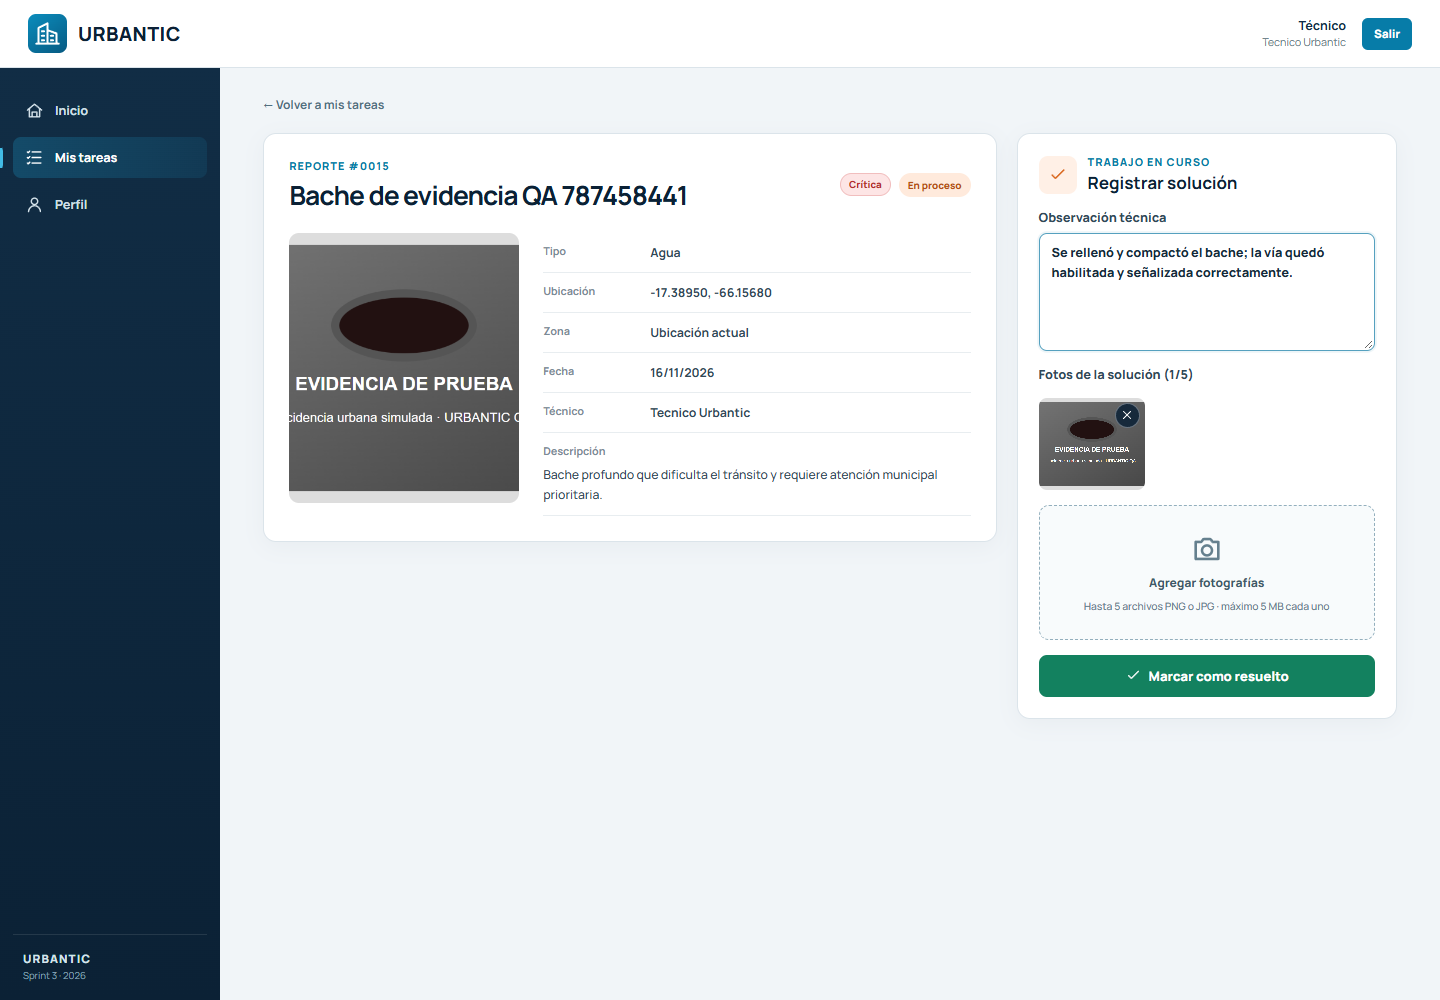 URBANTIC
Técnico
Tecnico Urbantic
Salir
Inicio
Mis tareas
Perfil
← Volver a mis tareas
REPORTE #0015
Bache de evidencia QA 787458441
Crítica
En proceso
EVIDENCIA DE PRUEBA
cidencia urbana simulada · URBANTIC
Tipo
Agua
Ubicación
-17.38950, -66.15680
Zona
Ubicación actual
Fecha
16/11/2026
Técnico
Tecnico Urbantic
Descripción
Bache profundo que dificulta el tránsito y requiere atención municipal
prioritaria.
TRABAJO EN CURSO
Registrar solución
Observación técnica
Se rellenó y compactó el bache; la vía quedó
habilitada y señalizada correctamente.
Fotos de la solución (1/5)
EVIDENCIA DE PRUEBA
Agregar fotografías
Hasta 5 archivos PNG o JPG · máximo 5 MB cada uno
Marcar como resuelto
URBANTIC
Sprint 3 · 2026